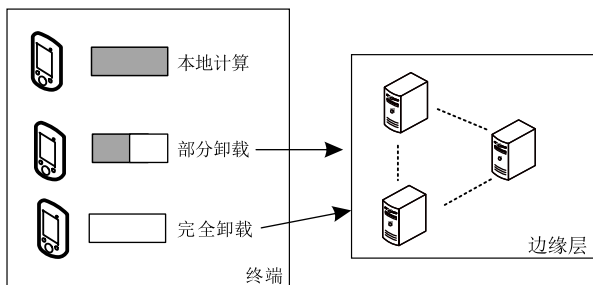 本地计算
部分卸载
完全卸载
终端
边缘层